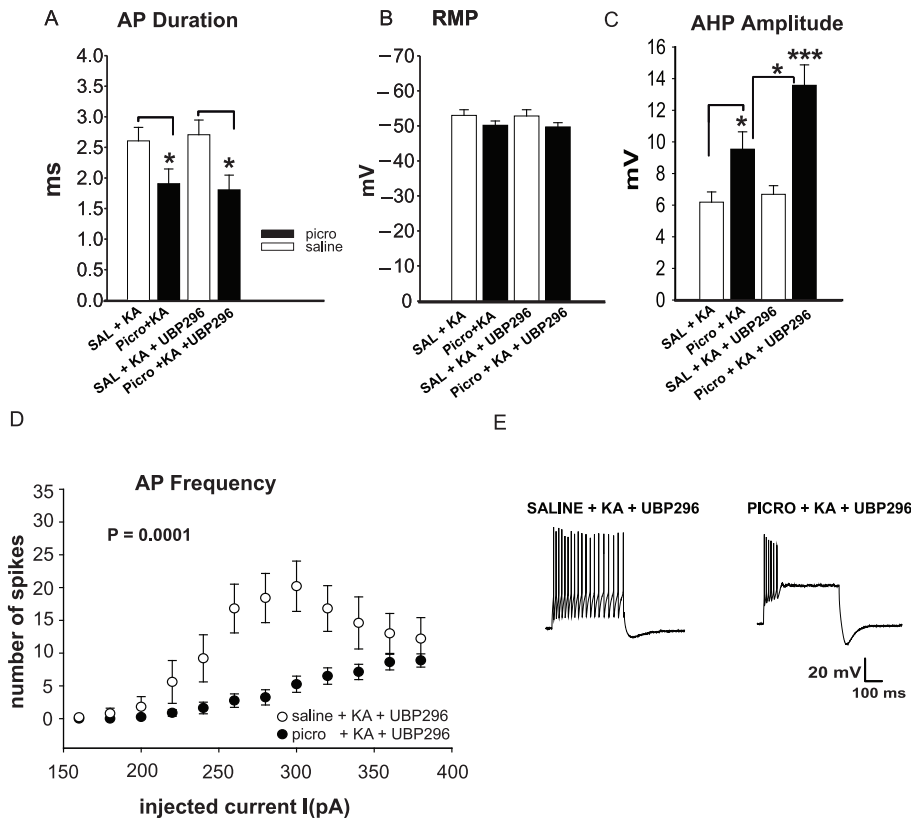 A
AP Duration
4.0
3.5
3.0
2.5
2.0
1.5
1.0
0.5
0.0
ms
*
*
picro
saline
SAL + KA
Picro+KA
SAL + KA + UBP296
Picro +KA +UBP296
B
RMP
–70
–60
–50
–40
–30
–20
–10
0
mV
SAL + KA
Picro+KA
SAL + KA + UBP296
Picro + KA + UBP296
C
AHP Amplitude
16
14
12
10
8
6
4
2
0
mV
*
*
***
SAL + KA
Picro + KA
SAL + KA + UBP296
Picro + KA + UBP296
D
AP Frequency
P = 0.0001
35
30
25
20
15
10
5
0
number of spikes
saline + KA + UBP296
picro + KA + UBP296
150 200 250 300 350 400
injected current I(pA)
E
SALINE + KA + UBP296
PICRO + KA + UBP296
20 mV
100 ms